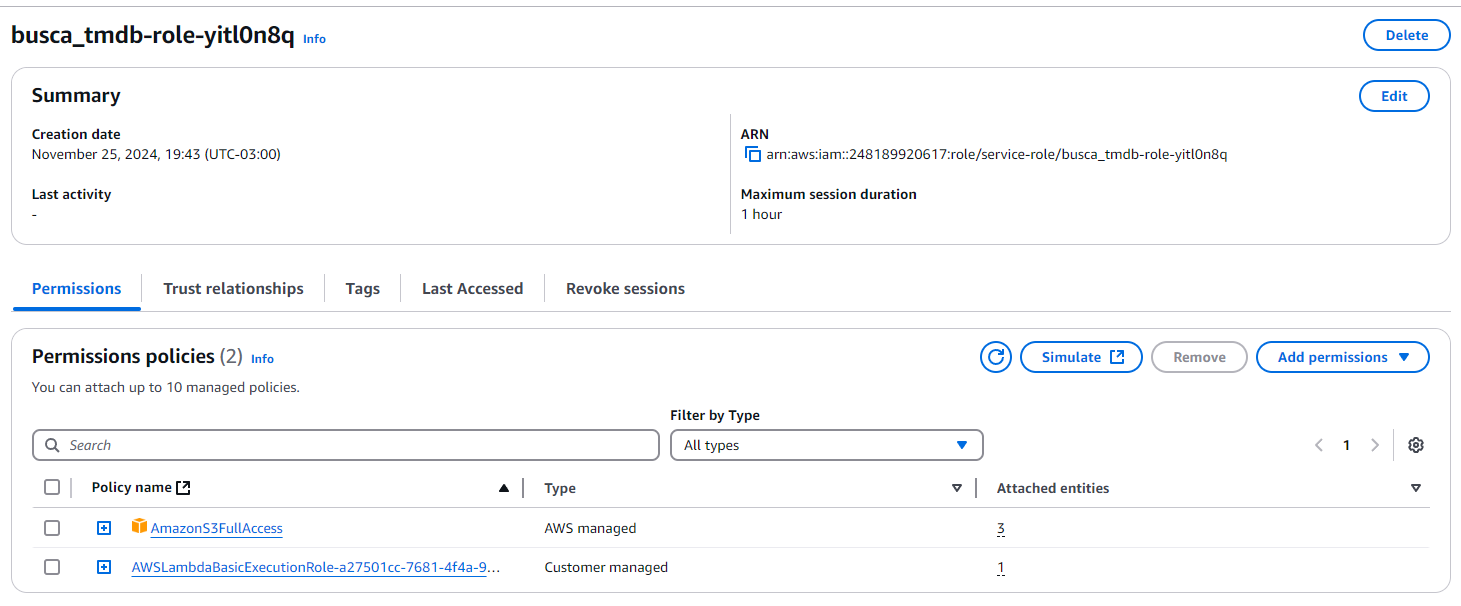 busca_tmdb-role-yitl0n8q Info
Delete
Summary
Edit
Creation date
November 25, 2024, 19:43 (UTC-03:00)
ARN
arn:aws:iam::248189920617:role/service-role/busca_tmdb-role-yitl0n8q
Last activity
-
Maximum session duration
1 hour
Permissions
Trust relationships
Tags
Last Accessed
Revoke sessions
Permissions policies (2) Info
Simulate
Remove
Add permissions
You can attach up to 10 managed policies.
Filter by Type
Search
All types
1
Policy name
Type
Attached entities
AmazonS3FullAccess
AWS managed
3
AWSLambdaBasicExecutionRole-a27501cc-7681-4f4a-9...
Customer managed
1